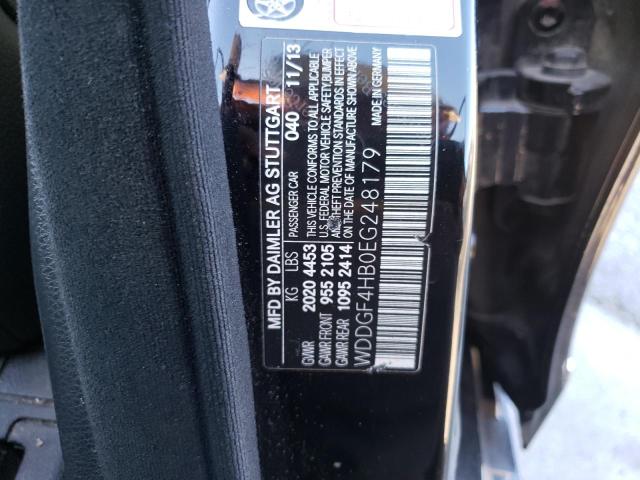 MFD BY DAIMLER AG STUTTGART
KG LBS PASSENGER CAR 040 11/13
GVWR 2020 4453 THIS VEHICLE CONFORMS TO ALL APPLICABLE
GAWR FRONT 955 2105 U.S. FEDERAL MOTOR VEHICLE SAFETY, BUMPER
AND THEFT PREVENTION STANDARDS IN EFFECT
GAWR REAR 1095 2414 ON THE DATE OF MANUFACTURE SHOWN ABOVE
MADE IN GERMANY
WDDGF4HB0EG248179